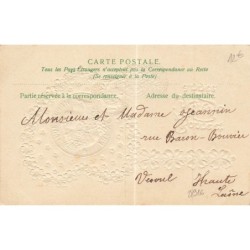 CARTE POSTALE.
Tous les Pays Étrangers n'acceptent pas la Correspondance au Recto
(Se renseigner à la Poste)
Partie réservée à la correspondance.
Adresse du destinataire.
Monsieur et Madame Jeannin
rue Baron-Bouvier
Vesoul Haute
Saône